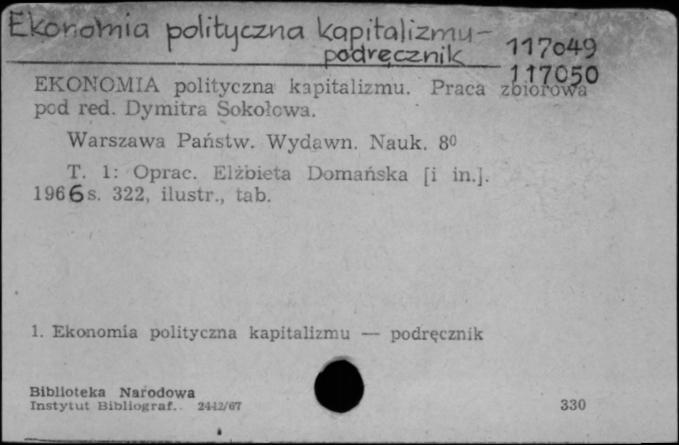 Ekonomia polityczna kapitalizmu -
podręcznik
117049
117050
EKONOMIA polityczna kapitalizmu. Praca zbiorowa
pod red. Dymitra Sokołowa.
Warszawa Państw. Wydawn. Nauk. 8⁰
T. 1: Oprac. Elżbieta Domańska [i in.].
1966 s. 322, ilustr., tab.
1. Ekonomia polityczna kapitalizmu — podręcznik
Biblioteka Narodowa
Instytut Bibliograf. 2442/67
330